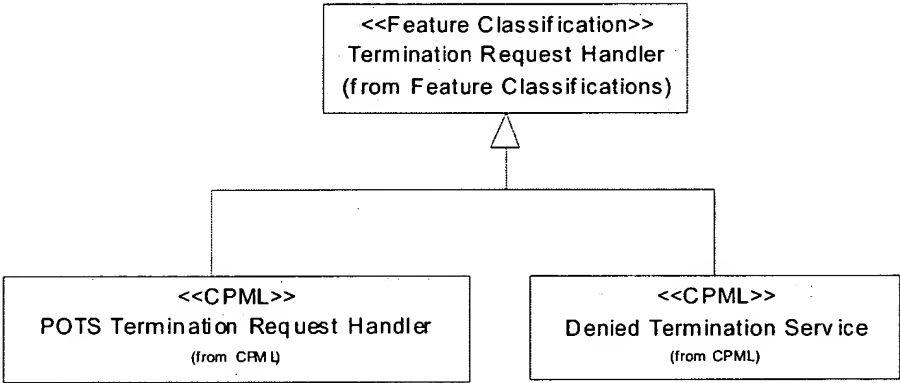 <<Feature Classification>>
Termination Request Handler
(from Feature Classifications)
<<CPML>>
POTS Termination Request Handler
(from CPML)
<<CPML>>
Denied Termination Service
(from CPML)